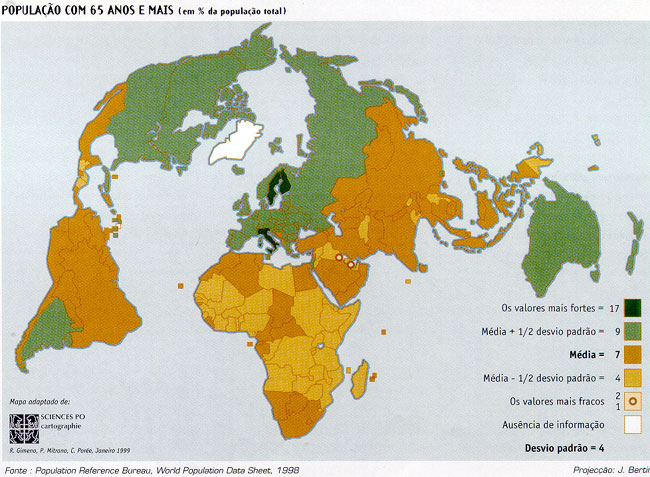 POPULAÇÃO COM 65 ANOS E MAIS (em % da população total)
Os valores mais fortes = 17
Média + 1/2 desvio padrão = 9
Média = 7
Média - 1/2 desvio padrão = 4
Os valores mais fracos 2
1
Ausência de informação
Desvio padrão = 4
Mapa adaptado de:
SCIENCES PO
cartographie
R. Gimeno, P. Mitrano, C. Porée, Janeiro 1999
Fonte : Population Reference Bureau, World Population Data Sheet, 1998
Projecção: J. Bertin